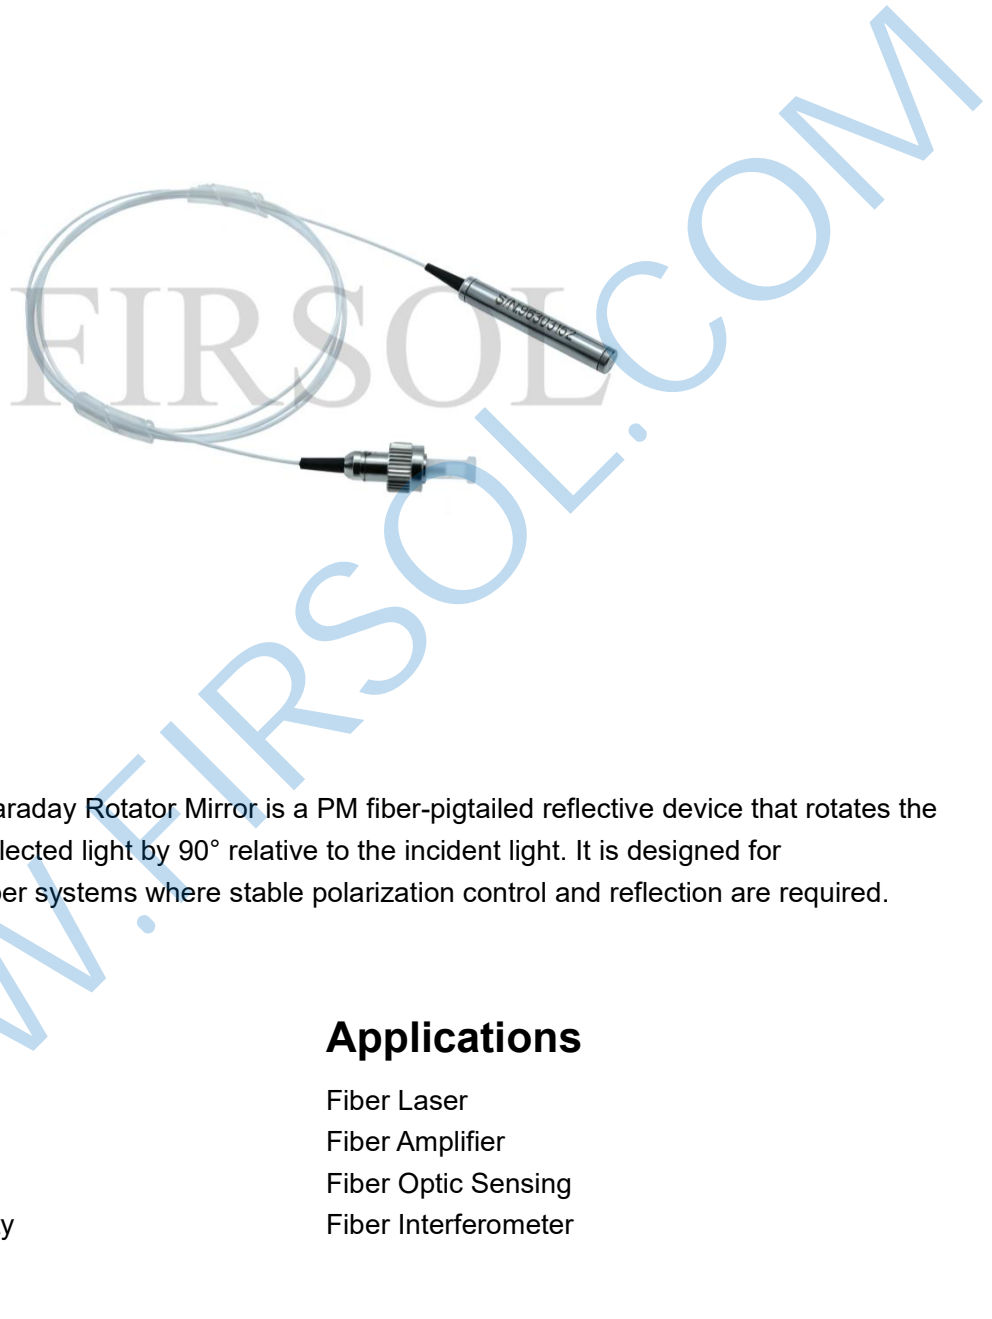 FIRSOL
S/N
WWW.FIRSOL.COM
araday Rotator Mirror is a PM fiber-pigtailed reflective device that rotates the
lected light by 90° relative to the incident light. It is designed for
er systems where stable polarization control and reflection are required.
Applications
Fiber Laser
Fiber Amplifier
Fiber Optic Sensing
y
Fiber Interferometer